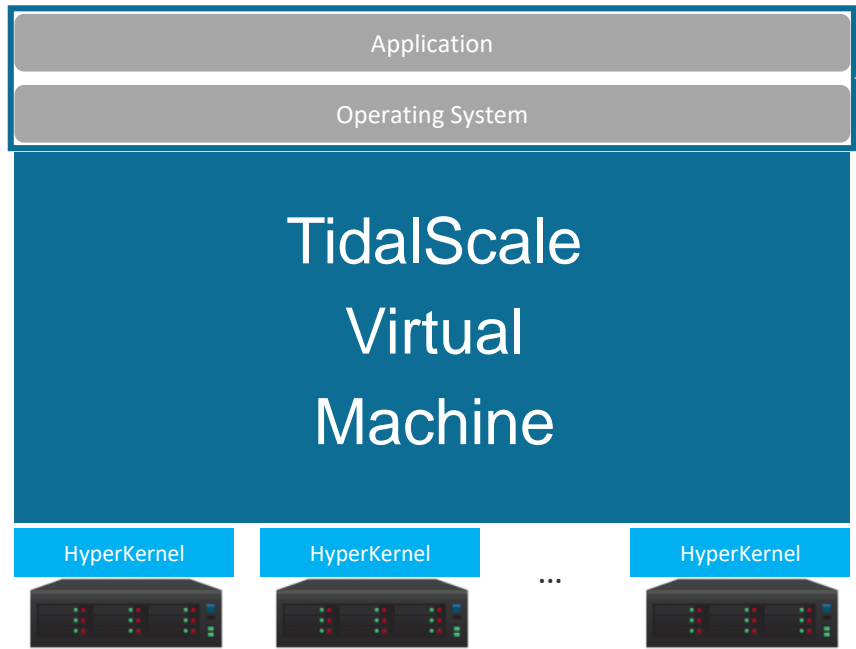 Application
Operating System
TidalScale
Virtual
Machine
HyperKernel
HyperKernel
...
HyperKernel